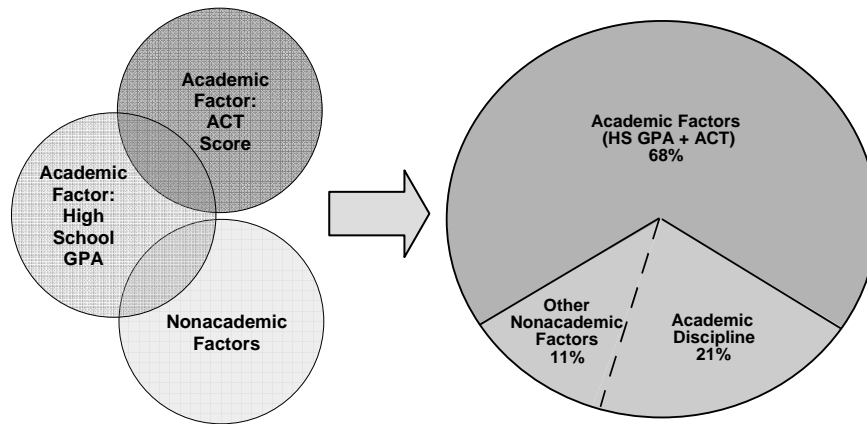 Academic
Factor:
ACT
Score
Academic
Factor:
High
School
GPA
Nonacademic
Factors
Academic Factors
(HS GPA + ACT)
68%
Other
Nonacademic
Factors
11%
Academic
Discipline
21%